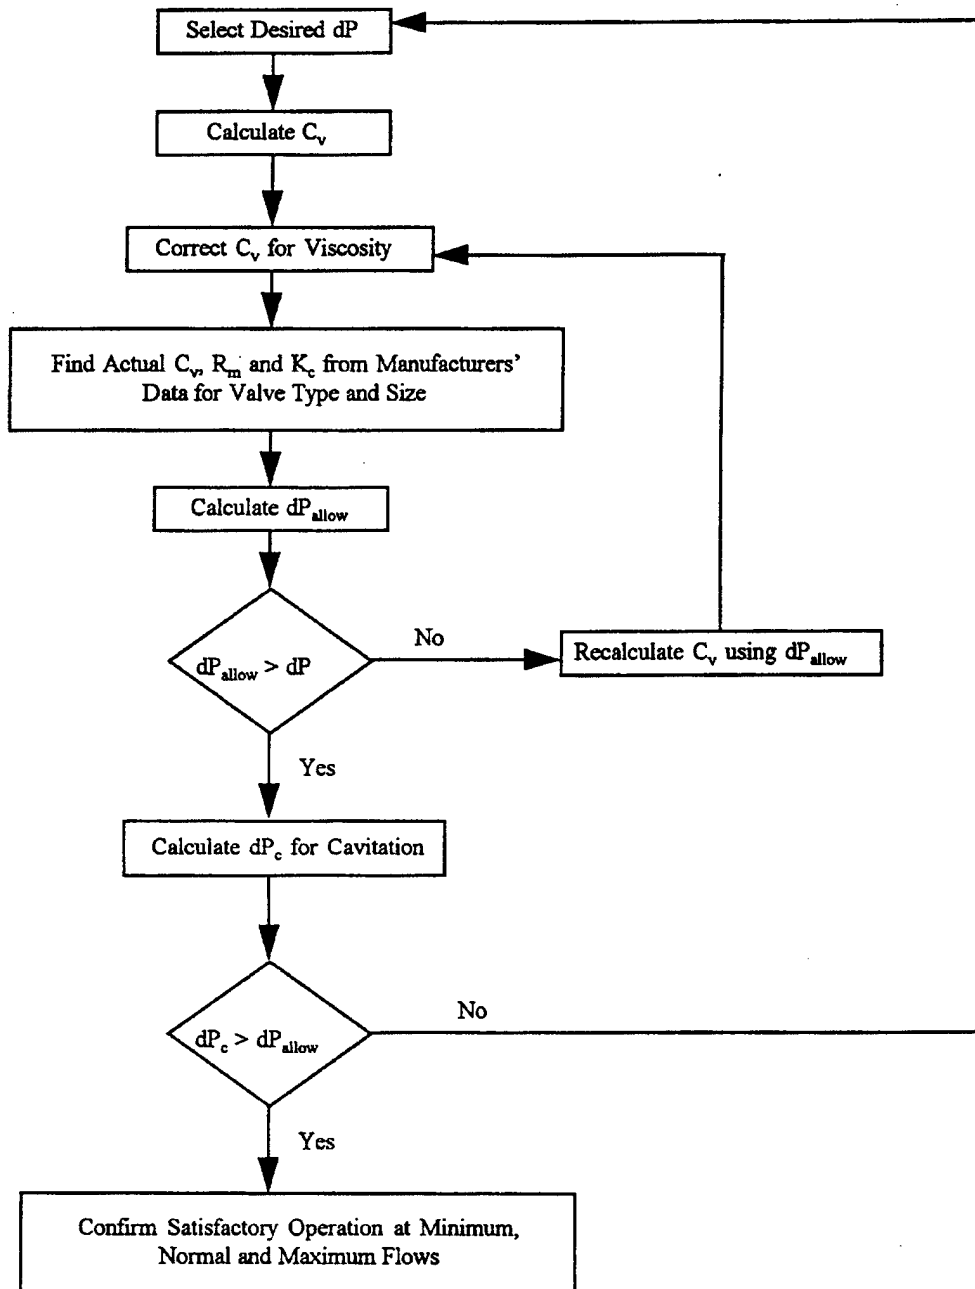 Select Desired dP
Calculate Cv
Correct Cv for Viscosity
Find Actual Cv, Rm and Kc from Manufacturers'
Data for Valve Type and Size
Calculate dPallow
dPallow > dP
No
Recalculate Cv using dPallow
Yes
Calculate dPc for Cavitation
dPc > dPallow
No
Yes
Confirm Satisfactory Operation at Minimum,
Normal and Maximum Flows